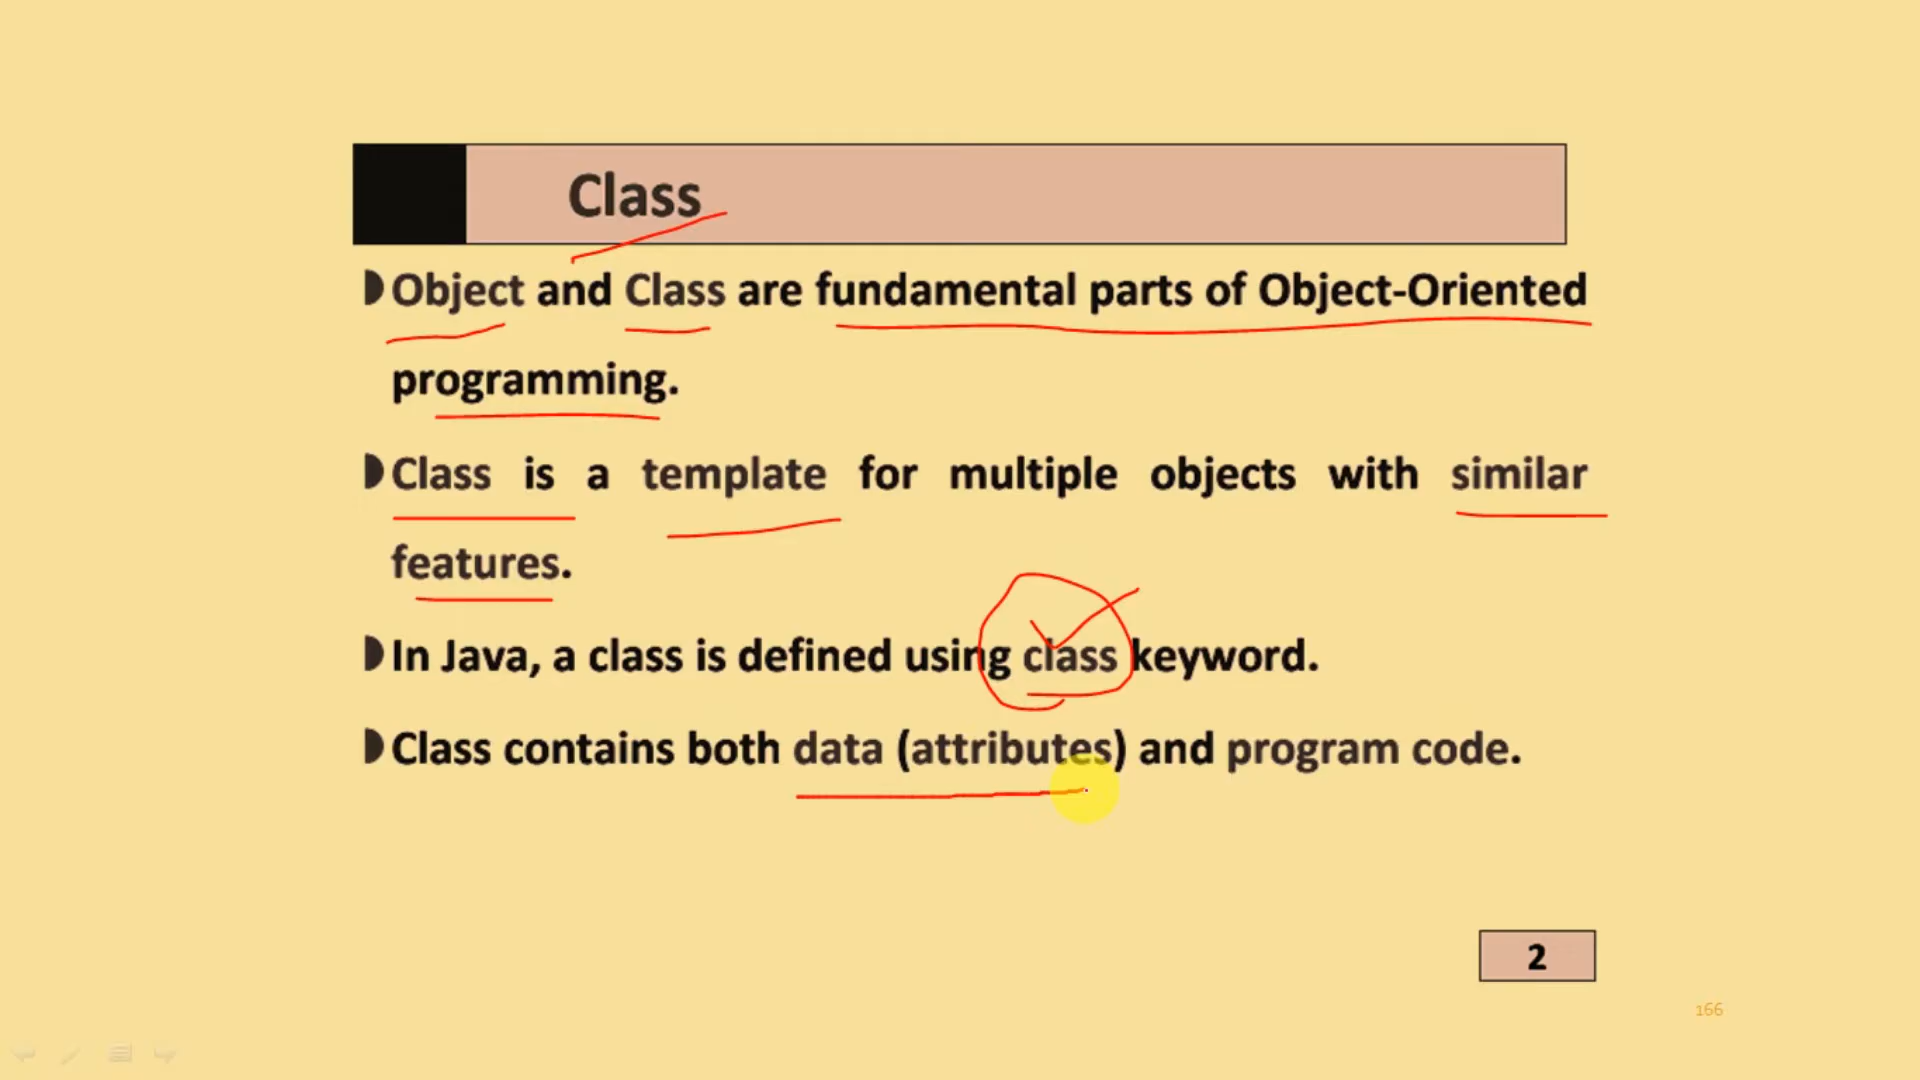 Class
Object and Class are fundamental parts of Object-Oriented
programming.
Class is a template for multiple objects with similar
features.
In Java, a class is defined using class keyword.
Class contains both data (attributes) and program code.
2
166